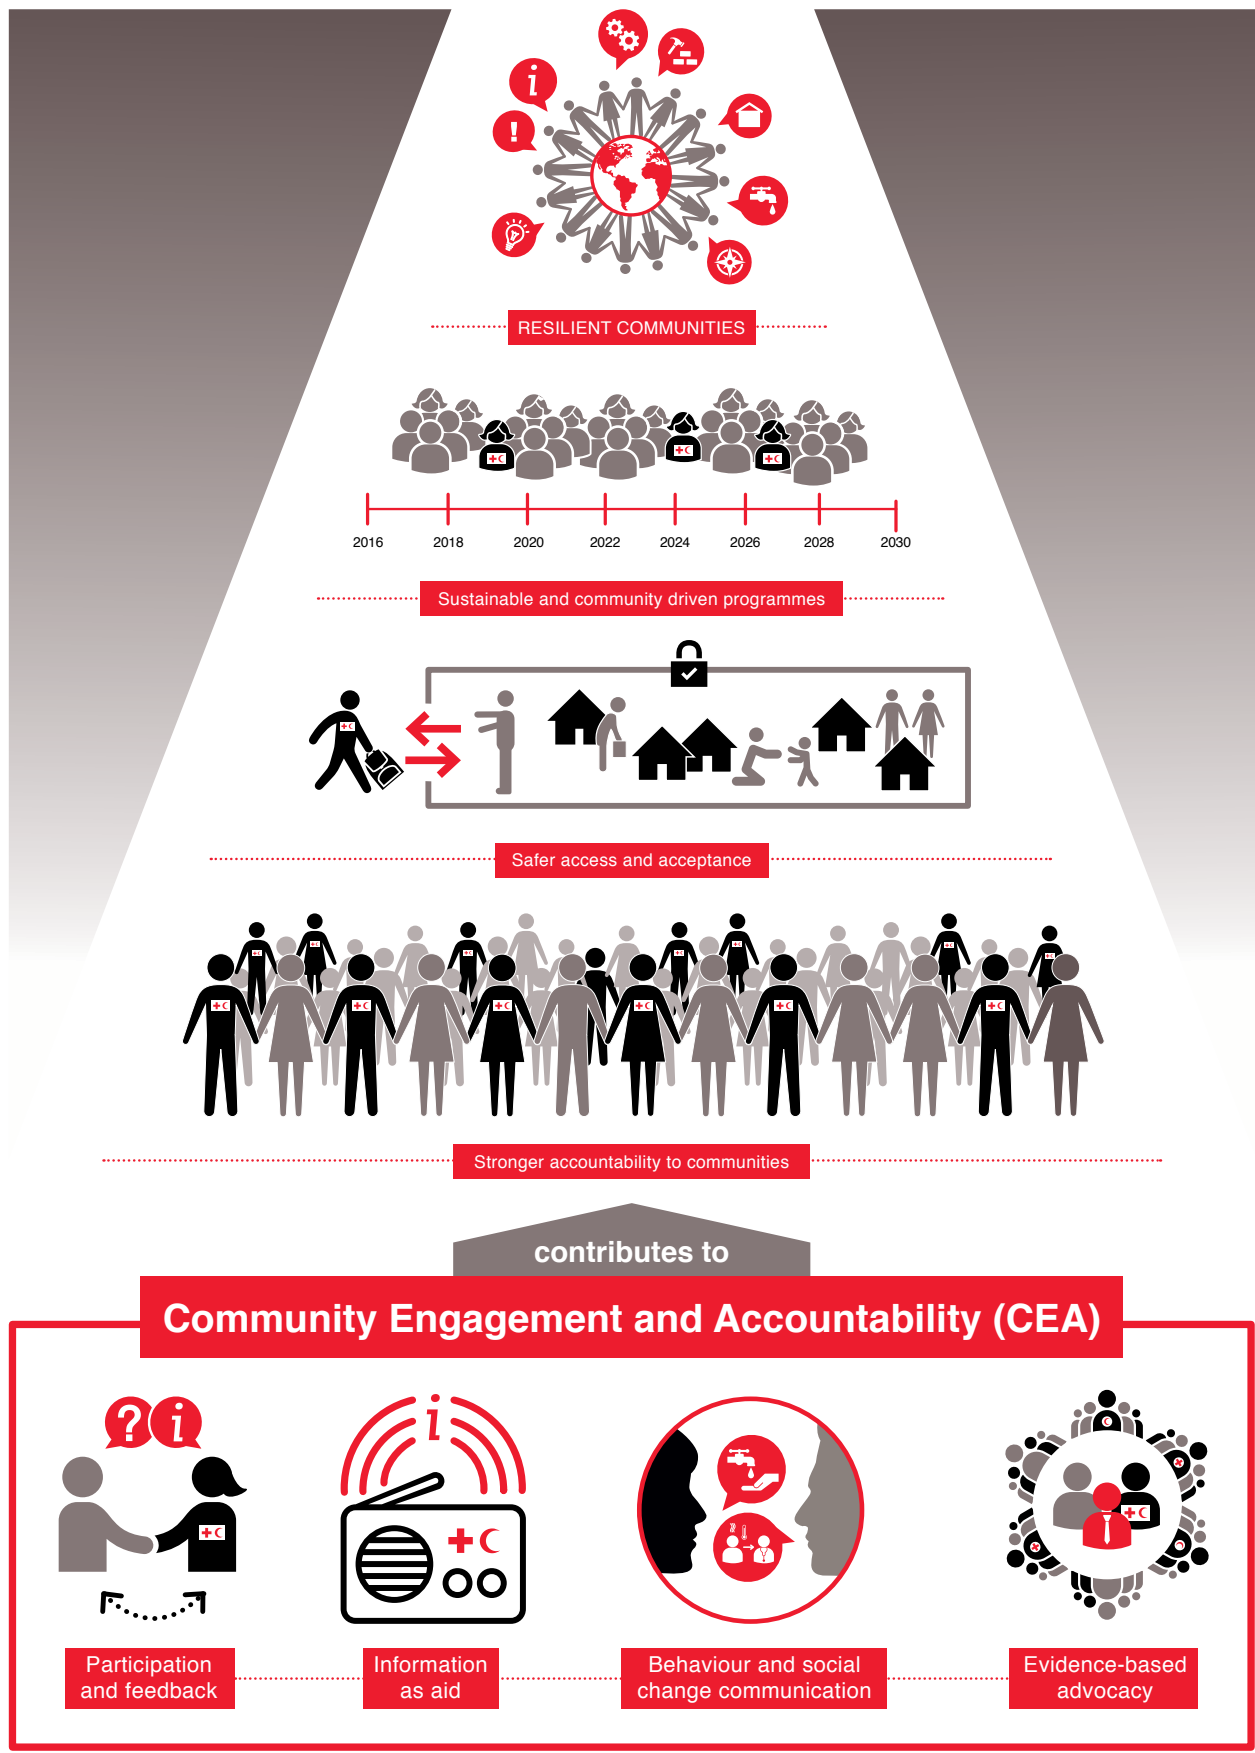 i
!
RESILIENT COMMUNITIES
2016 2018 2020 2022 2024 2026 2028 2030
Sustainable and community driven programmes
Safer access and acceptance
Stronger accountability to communities
contributes to
Community Engagement and Accountability (CEA)
? i
i
Participation
and feedback
Information
as aid
Behaviour and social
change communication
Evidence-based
advocacy